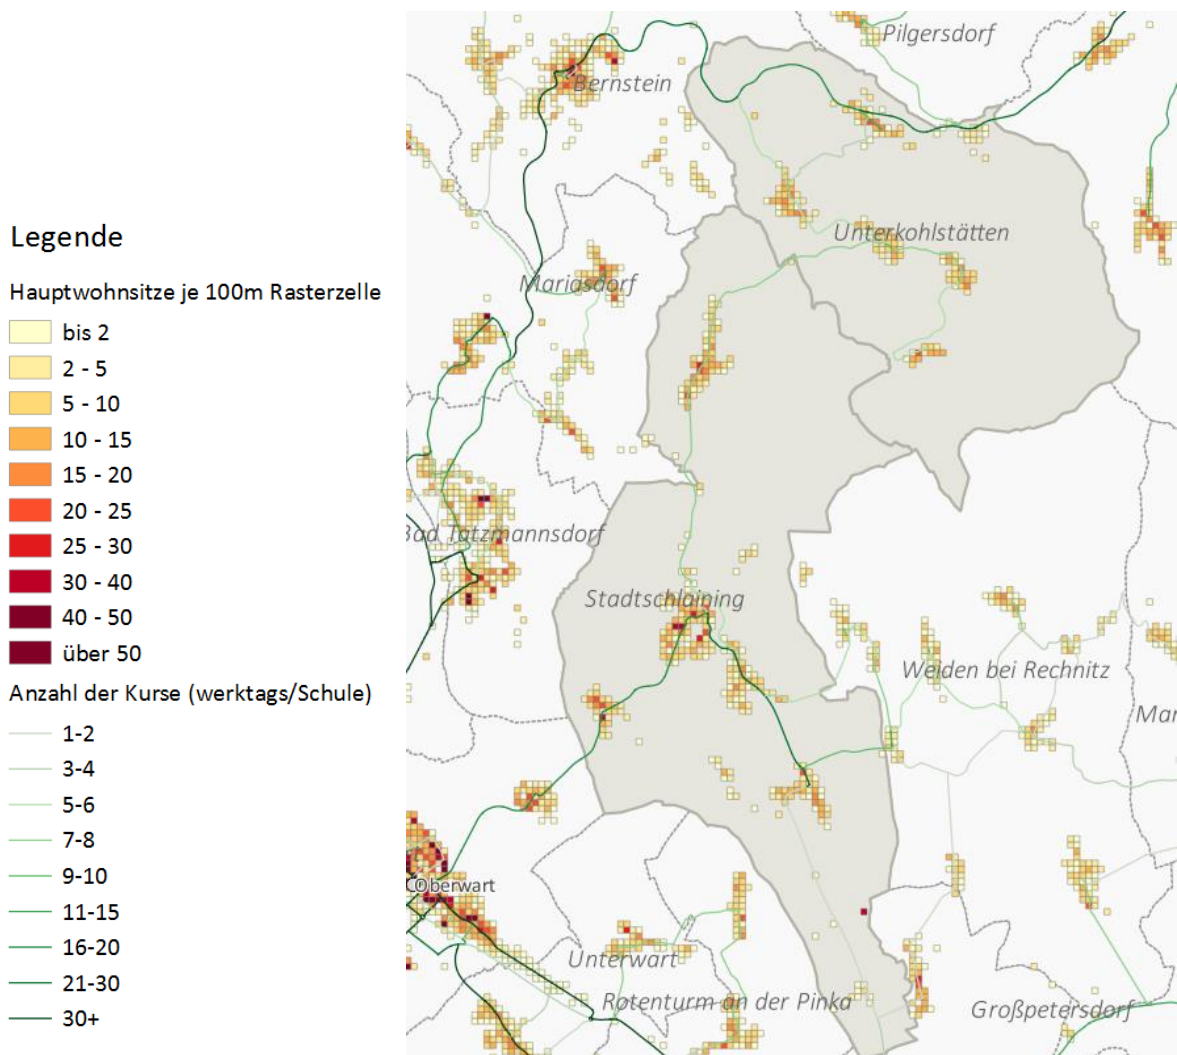 Legende
Hauptwohnsitze je 100m Rasterzelle
bis 2
2 - 5
5 - 10
10 - 15
15 - 20
20 - 25
25 - 30
30 - 40
40 - 50
über 50
Anzahl der Kurse (werktags/Schule)
1-2
3-4
5-6
7-8
9-10
11-15
16-20
21-30
30+
Pilgersdorf
Bernstein
Unterkohlstätten
Mariasdorf
Bad Tatzmannsdorf
Stadtschlaining
Weiden bei Rechnitz
Mar
Oberwart
Unterwart
Rotenturm an der Pinka
Großpetersdorf